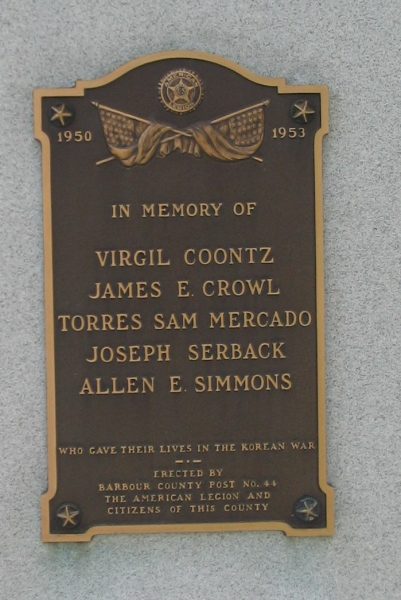 AMERICAN
LEGION
1950 1953
IN MEMORY OF
VIRGIL COONTZ
JAMES E. CROWL
TORRES SAM MERCADO
JOSEPH SERBACK
ALLEN E. SIMMONS
WHO GAVE THEIR LIVES IN THE KOREAN WAR
ERECTED BY
BARBOUR COUNTY POST NO. 44
THE AMERICAN LEGION AND
CITIZENS OF THIS COUNTY